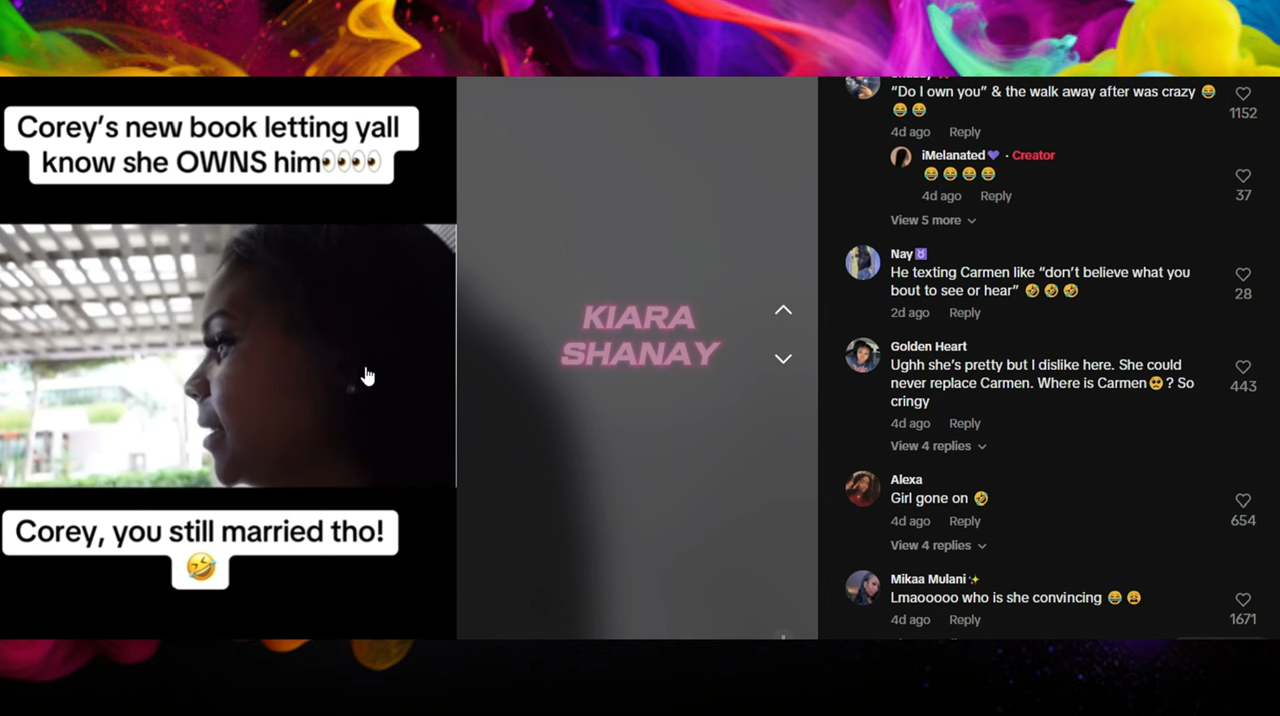 Corey's new book letting yall
know she OWNS him👀👀👀👀
Corey, you still married tho!
🤣
KIARA
SHANAY
“Do I own you” & the walk away after was crazy 😂
😂 😂
1152
4d ago Reply
iMelanated💜 · Creator
😂 😂 😂 😂
37
4d ago Reply
View 5 more
Nay♉
He texting Carmen like “don’t believe what you
bout to see or hear” 🤣 🤣 🤣
28
2d ago Reply
Golden Heart
Ughh she’s pretty but I dislike here. She could
never replace Carmen. Where is Carmen🥺? So
cringy
443
4d ago Reply
View 4 replies
Alexa
Girl gone on 🤣
654
4d ago Reply
View 4 replies
Mikaa Mulani✨
Lmaooooo who is she convincing 😂 😩
1671
4d ago Reply